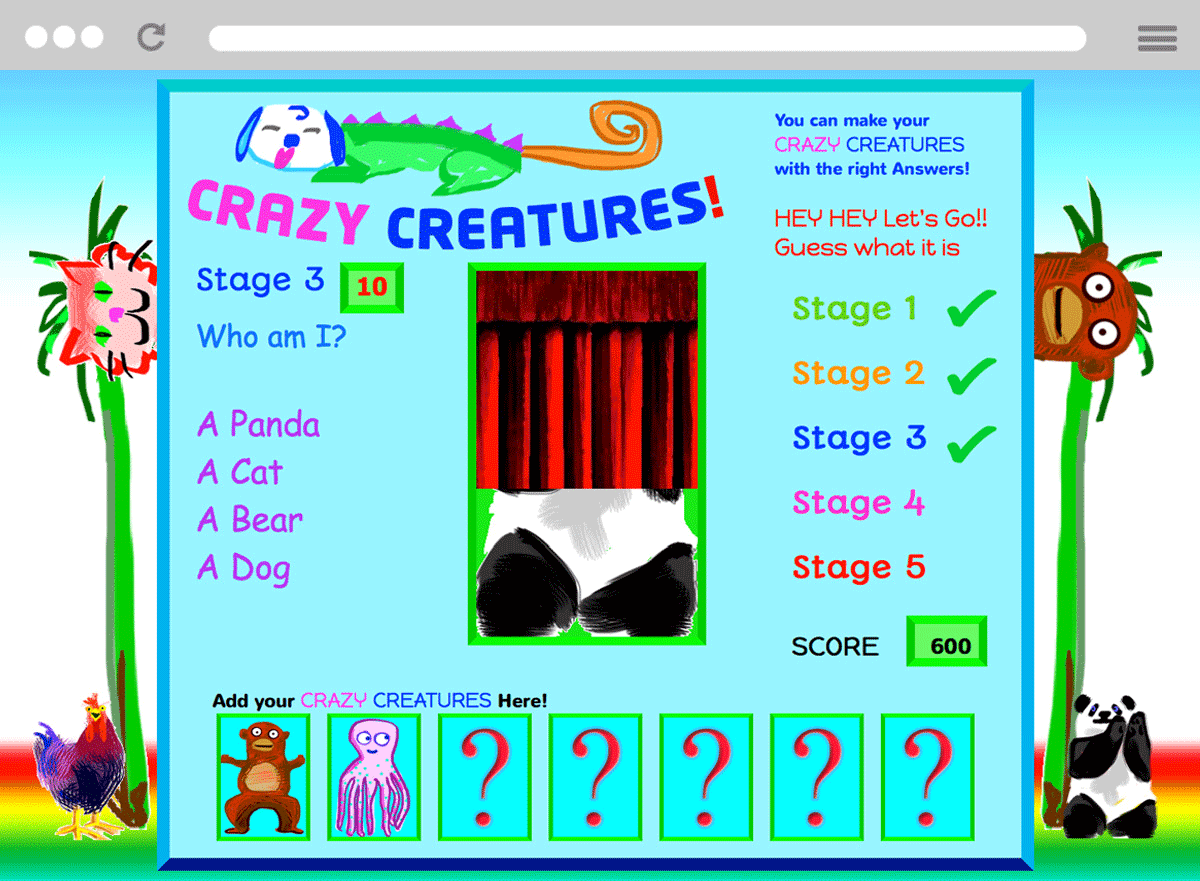 CRAZY CREATURES!
You can make your
CRAZY CREATURES
with the right Answers!
HEY HEY Let's Go!!
Guess what it is
Stage 3 10
Who am I?
A Panda
A Cat
A Bear
A Dog
Stage 1
Stage 2
Stage 3
Stage 4
Stage 5
SCORE 600
Add your CRAZY CREATURES Here!
? ? ? ? ?